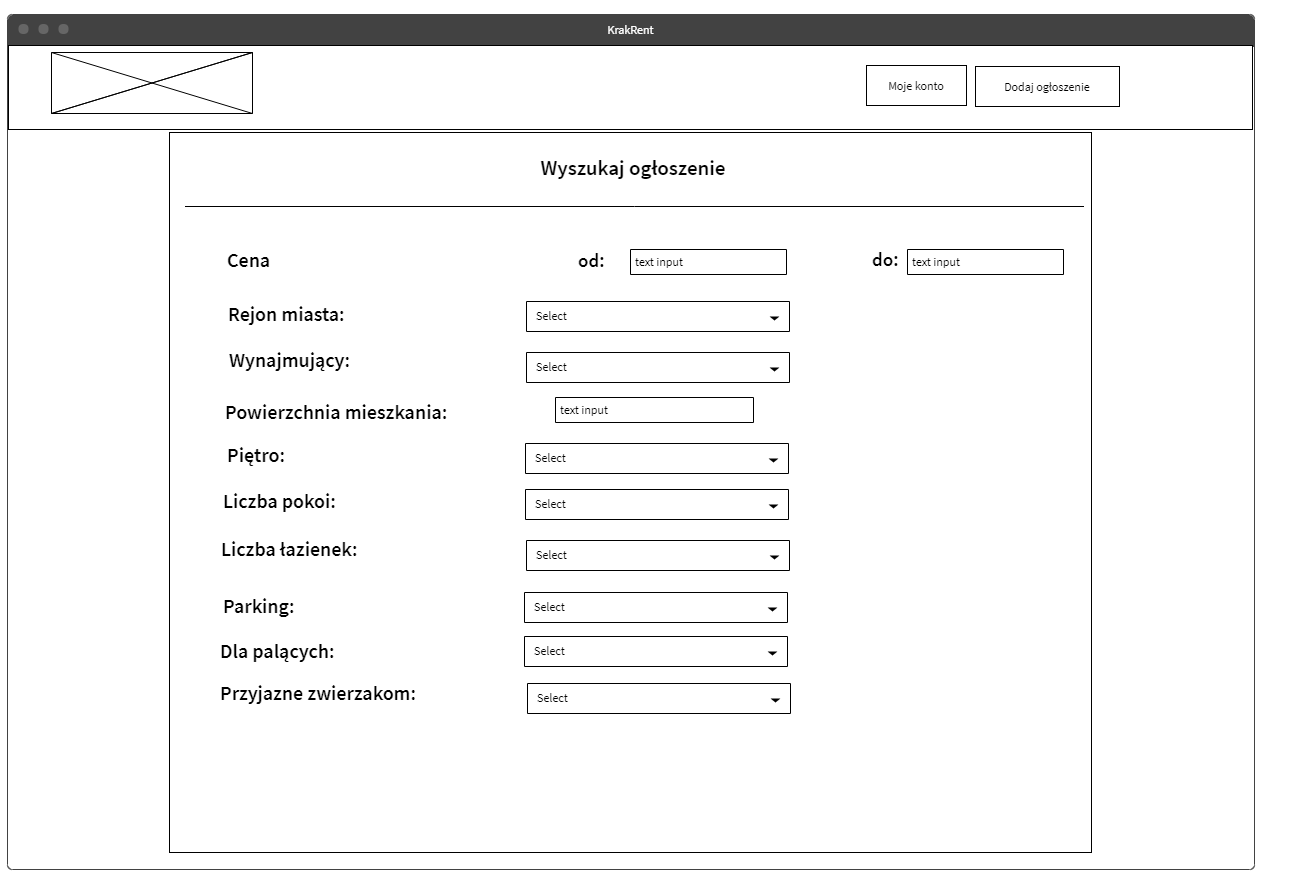 KrakRent
Moje konto
Dodaj ogłoszenie
Wyszukaj ogłoszenie
Cena od: text input do: text input
Rejon miasta: Select
Wynajmujący: Select
Powierzchnia mieszkania: text input
Piętro: Select
Liczba pokoi: Select
Liczba łazienek: Select
Parking: Select
Dla palących: Select
Przyjazne zwierzakom: Select